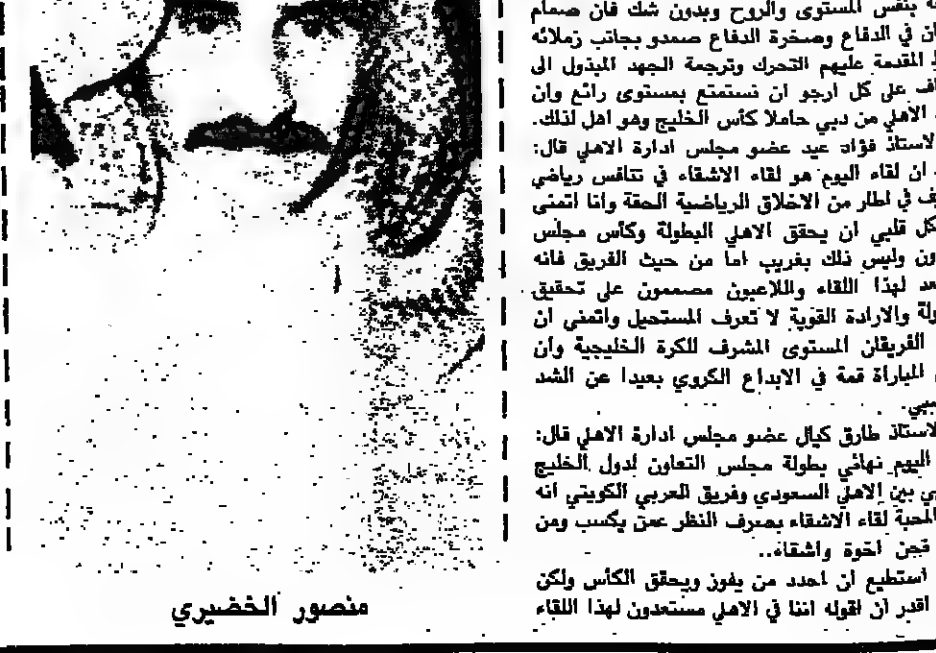 بنفس المستوى والروح وبدون شك فان صمام
في الدفاع وصخرة الدفاع صمدو بجانب زملائه
المقدمة عليهم التحرك وترجمة الجهد المبذول الى
على كل ارجو ان نستمتع بمستوى رائع وان
الاهلي من دبي حاملا كأس الخليج وهو اهل لذلك.
الاستاذ فؤاد عيد عضو مجلس ادارة الاهلي قال:
ان لقاء اليوم هو لقاء الاشقاء في تنافس رياضي
في اطار من الاخلاق الرياضية الحقة وانا اتمنى
كل قلبي ان يحقق الاهلي البطولة وكأس مجلس
وليس ذلك بغريب اما من حيث الفريق فانه
لهذا اللقاء واللاعبون مصممون على تحقيق
والارادة القوية لا تعرف المستحيل واتمنى ان
الفريقان المستوى المشرف للكرة الخليجية وان
المباراة قمة في الابداع الكروي بعيدا عن الشد
الاستاذ طارق كيال عضو مجلس ادارة الاهلي قال:
اليوم نهائي بطولة مجلس التعاون لدول الخليج
بين الاهلي السعودي وفريق العربي الكويتي انه
المحبة لقاء الاشقاء بصرف النظر عمن يكسب ومن
نحن اخوة واشقاء..
استطيع ان احدد من يفوز ويحقق الكأس ولكن
اقدر ان اقوله اننا في الاهلي مستعدون لهذا اللقاء
منصور الخضيري